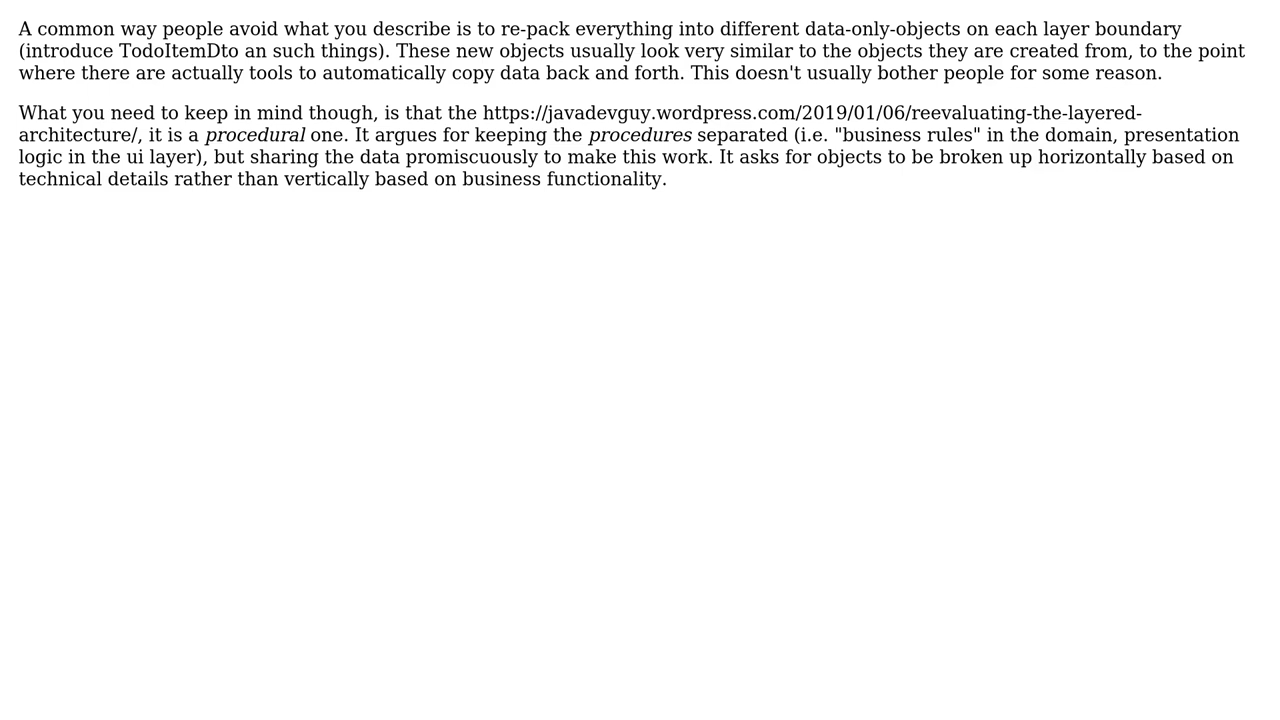 A common way people avoid what you describe is to re-pack everything into different data-only-objects on each layer boundary
(introduce TodoItemDto an such things). These new objects usually look very similar to the objects they are created from, to the point
where there are actually tools to automatically copy data back and forth. This doesn't usually bother people for some reason.
What you need to keep in mind though, is that the https://javadevguy.wordpress.com/2019/01/06/reevaluating-the-layered-
architecture/, it is a procedural one. It argues for keeping the procedures separated (i.e. "business rules" in the domain, presentation
logic in the ui layer), but sharing the data promiscuously to make this work. It asks for objects to be broken up horizontally based on
technical details rather than vertically based on business functionality.